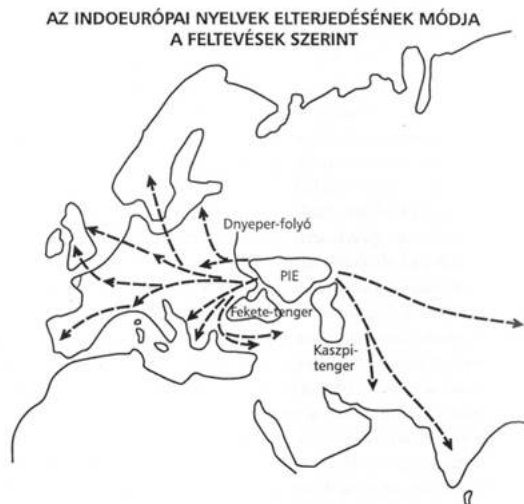 AZ INDOEURÓPAI NYELVEK ELTERJEDÉSÉNEK MÓDJA
A FELTEVÉSEK SZERINT
Dnyeper-folyó
PIE
Fekete-tenger
Kaszpi-
tenger